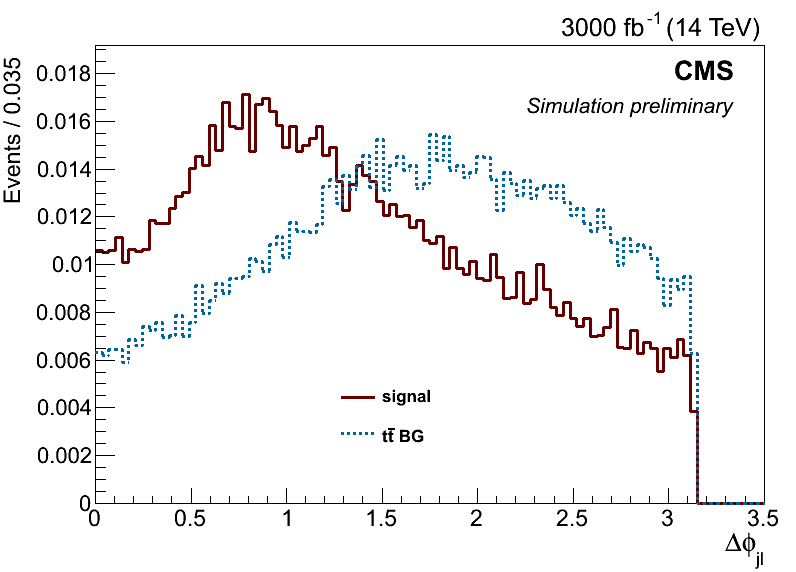 3000 fb⁻¹ (14 TeV)
CMS
Simulation preliminary
Events / 0.035
0.018
0.016
0.014
0.012
0.01
0.008
0.006
0.004
0.002
0
signal
tt̄ BG
0 0.5 1 1.5 2 2.5 3 3.5
Δϕjl